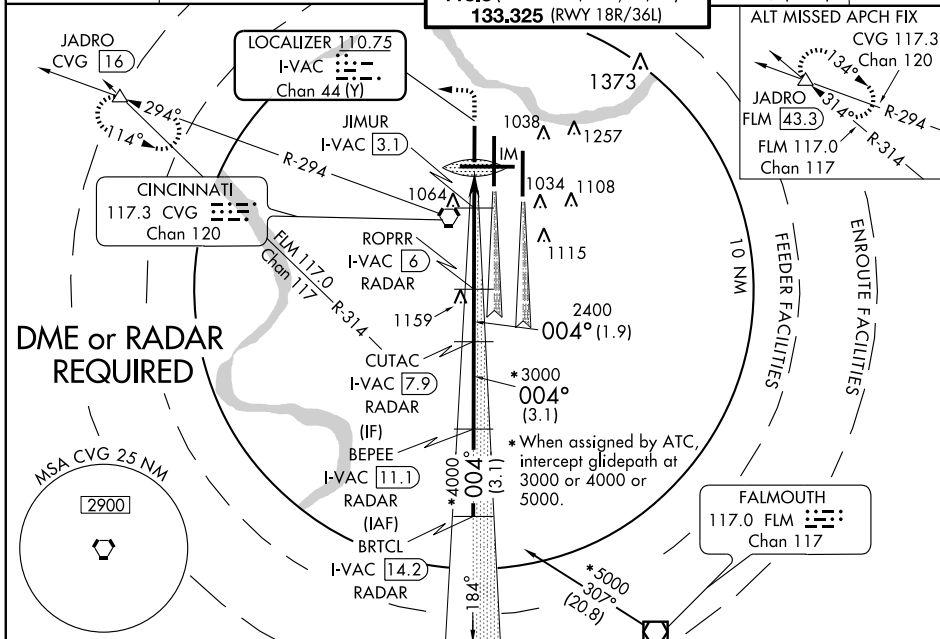 133.325 (RWY 18R/36L)
JADRO
CVG 16
LOCALIZER 110.75
I-VAC
Chan 44 (Y)
ALT MISSED APCH FIX
CVG 117.3
Chan 120
134°
314°
JADRO
FLM 43.3
R-294
FLM 117.0
Chan 117
R-314
1373
294°
114°
R-294
JIMUR
I-VAC 3.1
1038
1257
IM
1064
1034
1108
1115
CINCINNATI
117.3 CVG
Chan 120
FLM 117.0
Chan 117
R-314
ROPRR
I-VAC 6
RADAR
1159
2400
004° (1.9)
10 NM
FEEDER FACILITIES
ENROUTE FACILITIES
DME or RADAR
REQUIRED
CUTAC
I-VAC 7.9
RADAR
*3000
004°
(3.1)
(IF)
BEPEE
I-VAC 11.1
RADAR
*4000
004°
(3.1)
* When assigned by ATC,
intercept glidepath at
3000 or 4000 or
5000.
MSA CVG 25 NM
2900
(IAF)
BRTCL
I-VAC 14.2
RADAR
184°
FALMOUTH
117.0 FLM
Chan 117
*5000
307°
(20.8)